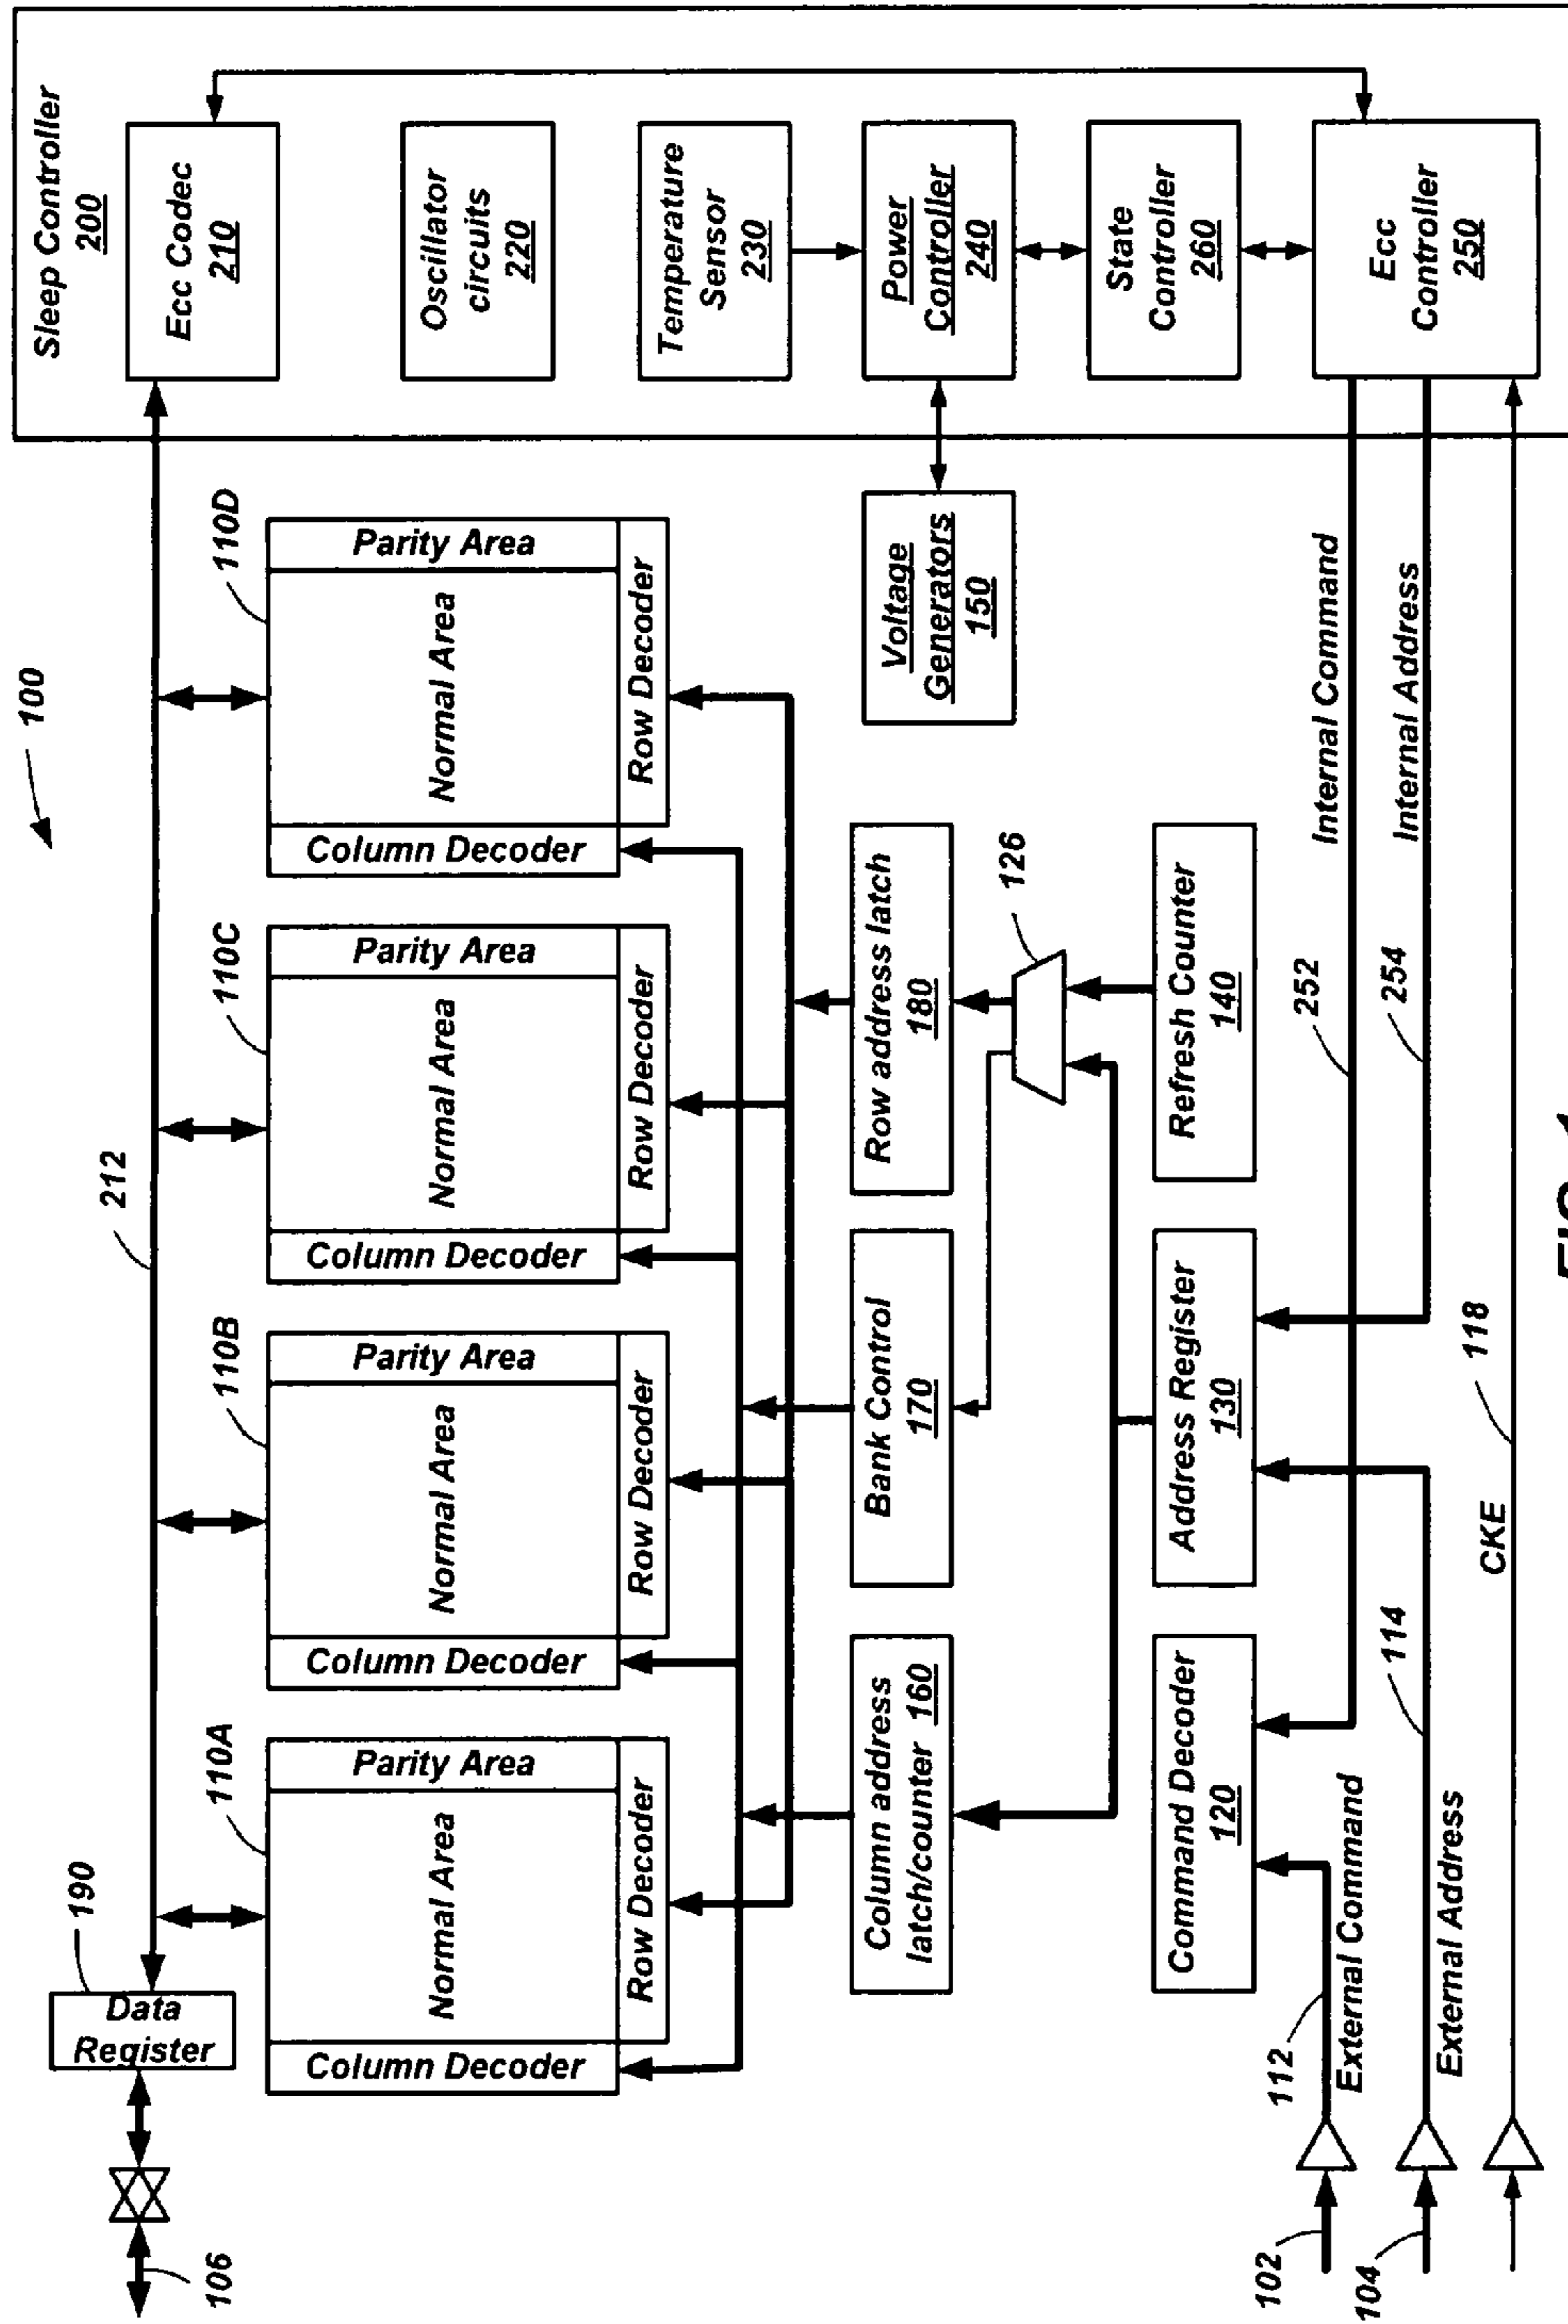 100
Sleep Controller
200
Ecc Codec
210
Oscillator
circuits
220
Temperature
Sensor
230
Power
Controller
240
State
Controller
260
Ecc
Controller
250
212
190
Data
Register
106
110A
Column Decoder
Normal Area
Parity Area
Row Decoder
110B
Column Decoder
Normal Area
Parity Area
Row Decoder
110C
Column Decoder
Normal Area
Parity Area
Row Decoder
110D
Column Decoder
Normal Area
Parity Area
Row Decoder
Column address
latch/counter 160
Bank Control
170
Row address latch
180
Voltage
Generators
150
126
Command Decoder
120
Address Register
130
Refresh Counter
140
252
Internal Command
254
Internal Address
112
External Command
102
114
External Address
104
CKE
118